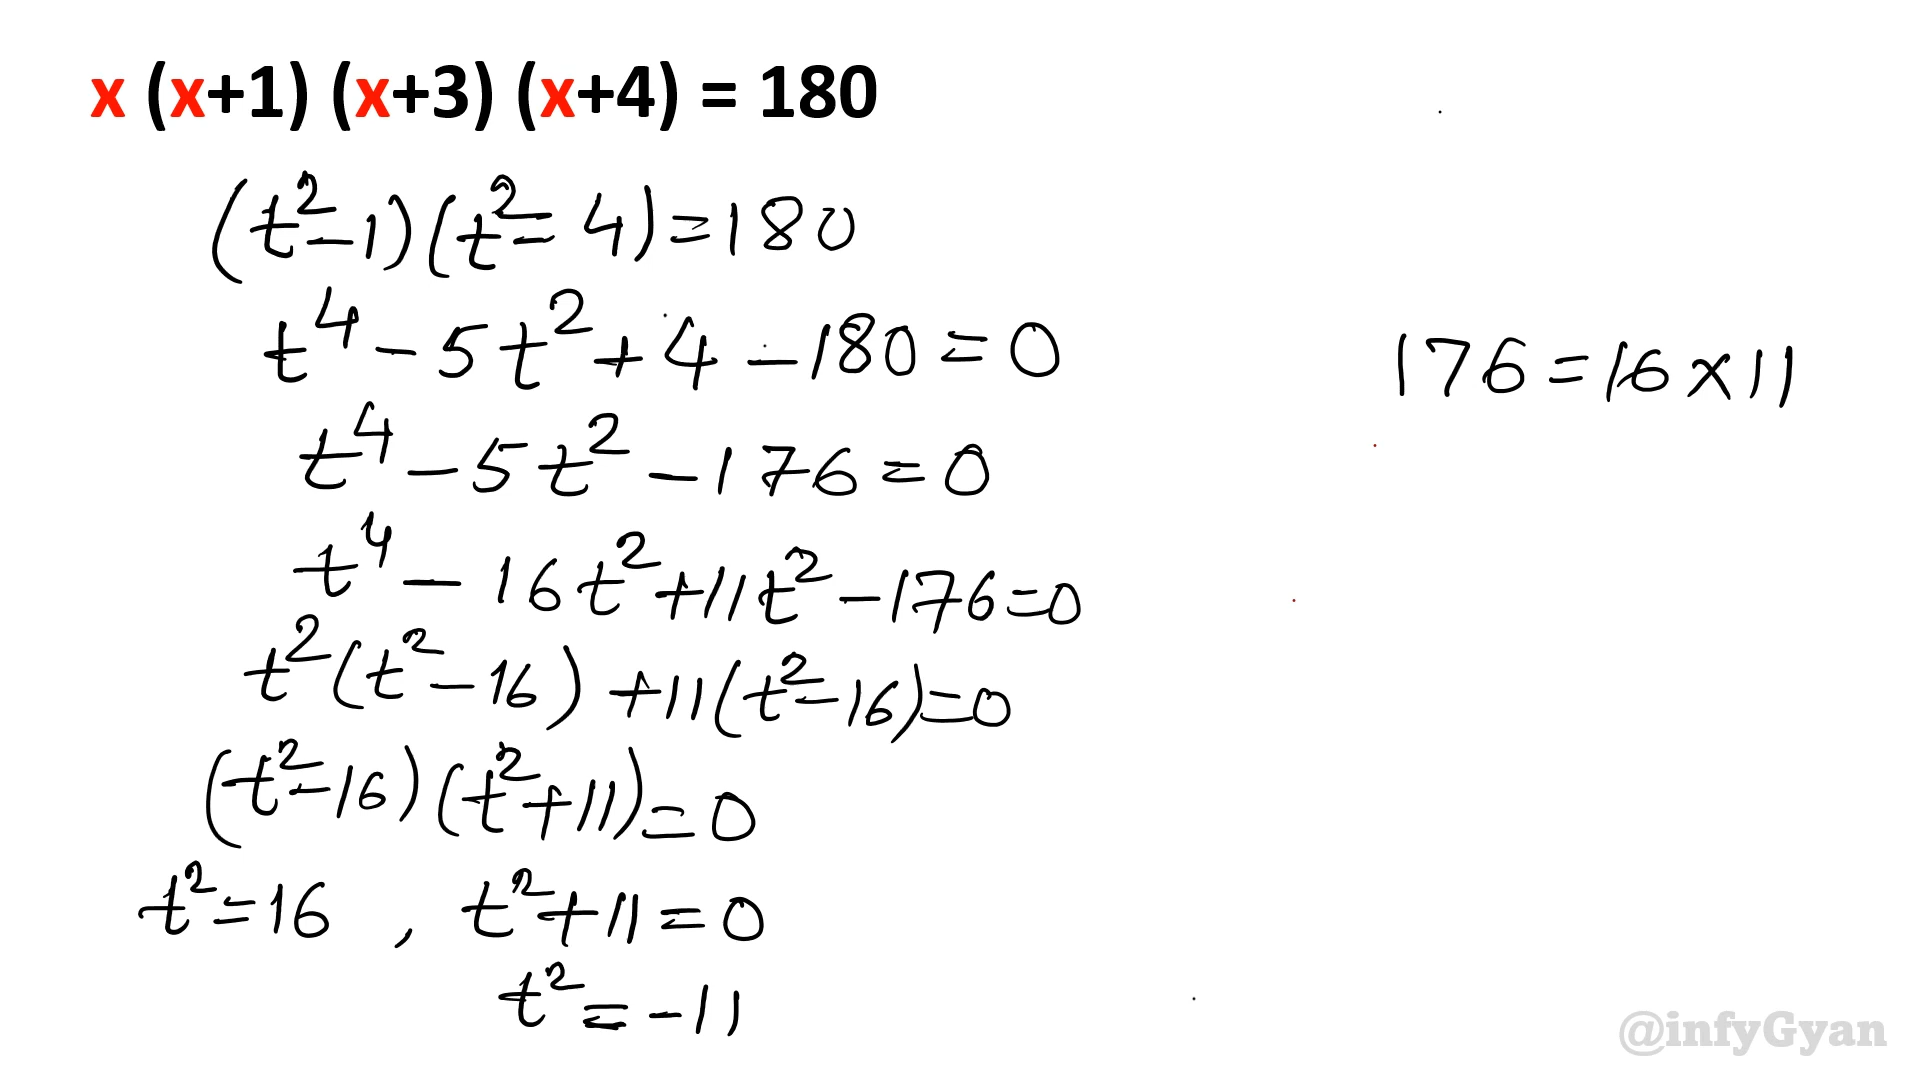 x (x+1) (x+3) (x+4) = 180
(t²-1)(t²-4)=180
t⁴-5t²+4-180=0
176=16×11
t⁴-5t²-176=0
t⁴-16t²+11t²-176=0
t²(t²-16)+11(t²-16)=0
(t²-16)(t²+11)=0
t²=16 , t²+11=0
t²=-11
@infyGyan